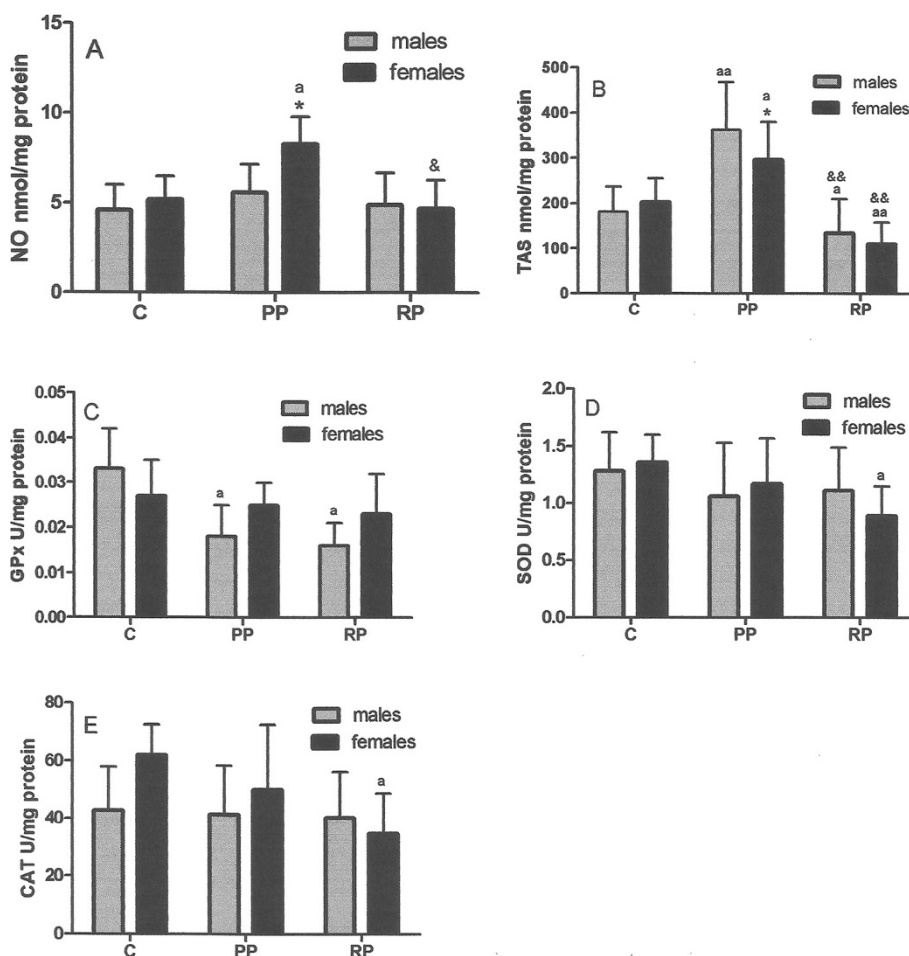 A
males
females
NO nmol/mg protein
15
10
5
0
a
*
&
C PP RP
B
males
females
TAS nmol/mg protein
500
400
300
200
100
0
aa
a
*
&&
a
&&
aa
C PP RP
C
males
females
GPx U/mg protein
0.05
0.04
0.03
0.02
0.01
0.00
a
a
C PP RP
D
males
females
SOD U/mg protein
2.0
1.5
1.0
0.5
0.0
a
C PP RP
E
males
females
CAT U/mg protein
80
60
40
20
0
a
C PP RP